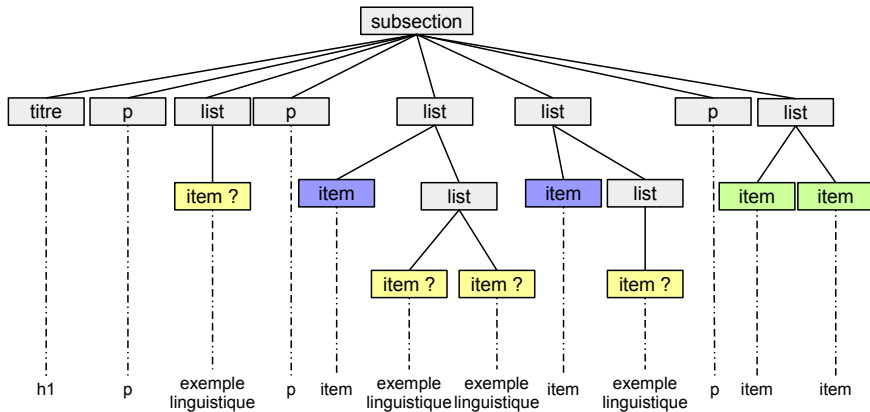 subsection
titre p list p list list p list
item ? item list item list item item
item ? item ? item ?
h1 p exemple linguistique p item exemple linguistique exemple linguistique item exemple linguistique p item item